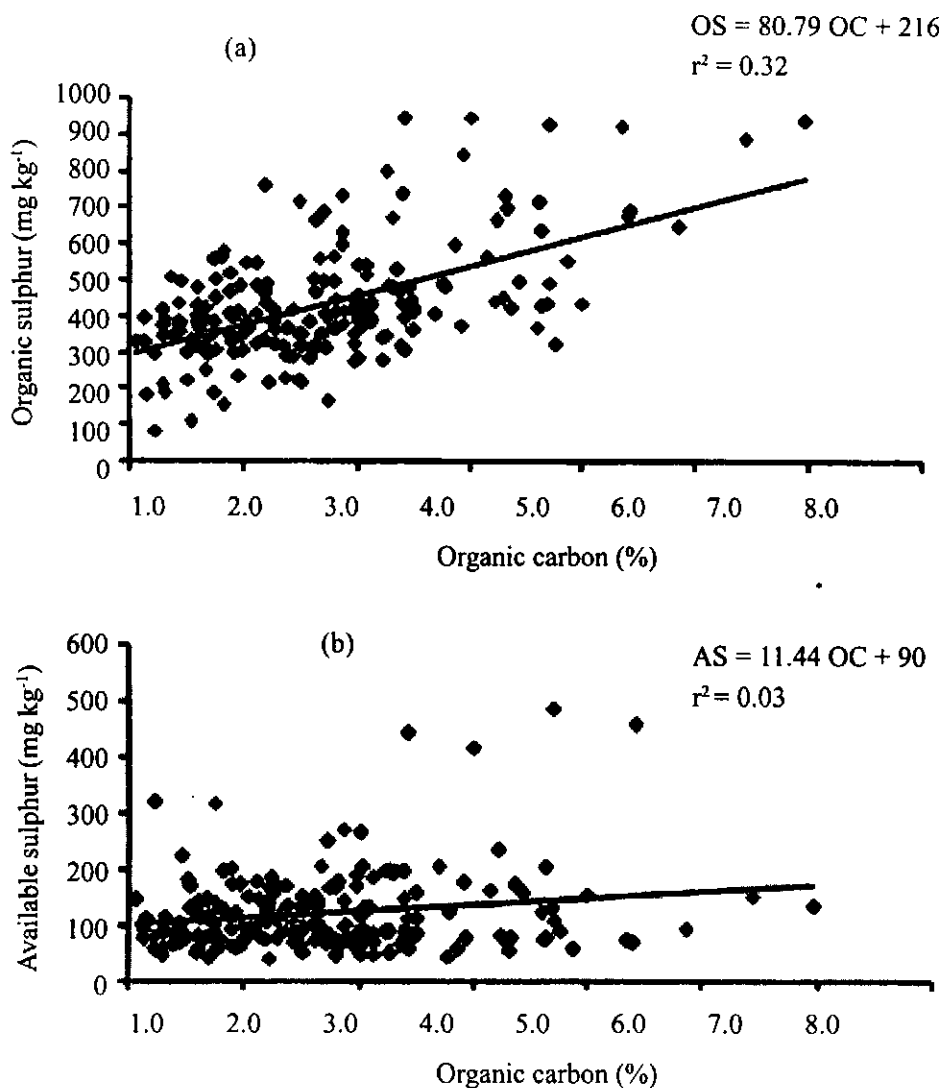 (a)
OS = 80.79 OC + 216
r² = 0.32
1000
900
800
700
600
500
400
300
200
100
0
Organic sulphur (mg kg⁻¹)
1.0 2.0 3.0 4.0 5.0 6.0 7.0 8.0
Organic carbon (%)
(b)
AS = 11.44 OC + 90
r² = 0.03
600
500
400
300
200
100
0
Available sulphur (mg kg⁻¹)
1.0 2.0 3.0 4.0 5.0 6.0 7.0 8.0
Organic carbon (%)